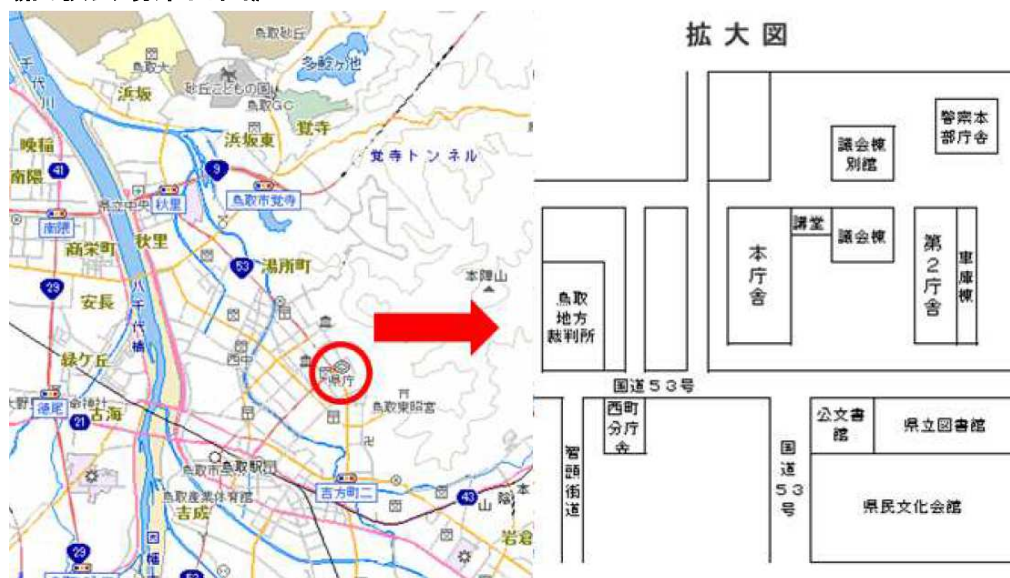 鳥取砂丘
多鯰ヶ池
鳥取大
千代川
浜坂
砂丘こどもの国
鳥取GC
覚寺
浜坂東
晩稲
覚寺トンネル
41
9
南隈
県立中央
秋里
鳥取市覚寺
南隈
商栄町
秋里
53
湯所町
本陣山
29
安長
八千代橋
緑ケ丘
西中
県庁
鳥取東照宮
徳尾
古海
21
鳥取市
鳥取駅
鳥取産業体育館
吉方町二
43
山陰本
吉成
因幡
岩倉
29
53
拡大図
警察本
部庁舎
議会棟
別館
講堂
議会棟
本庁舎
第2庁舎
車庫棟
鳥取
地方
裁判所
国道53号
西町
分庁
舎
公文書
館
県立図書館
智頭街道
国道53号
県民文化会館